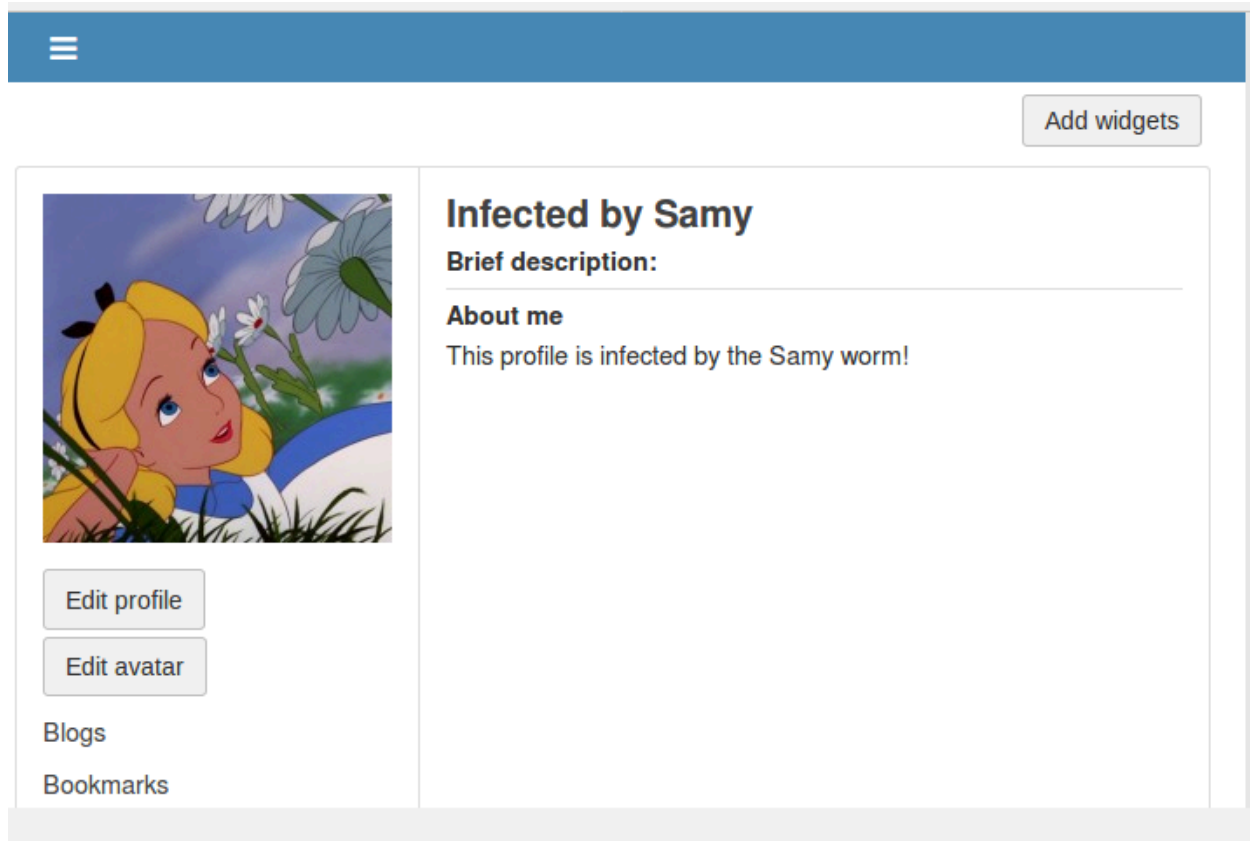 Add widgets
Infected by Samy
Brief description:
About me
This profile is infected by the Samy worm!
Edit profile
Edit avatar
Blogs
Bookmarks